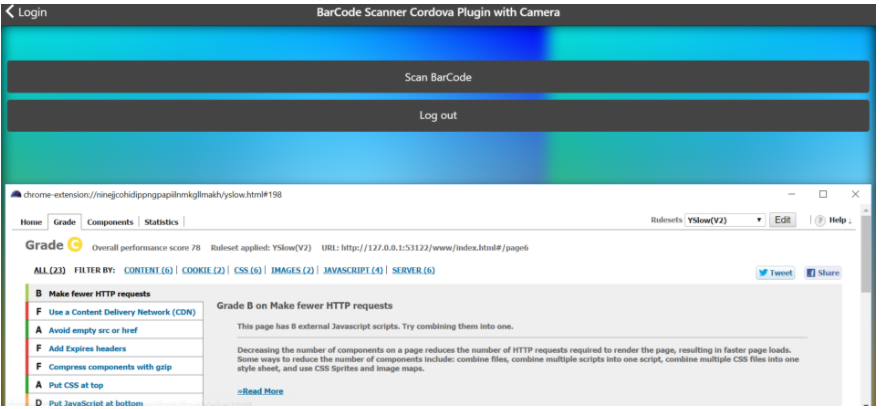 Login
BarCode Scanner Cordova Plugin with Camera
Scan BarCode
Log out
chrome-extension://ninejjcohidippngpapiilnmkgllmakh/yslow.html#198
Home Grade Components Statistics Rulesets YSlow(V2) Edit ? Help ↓
Grade C Overall performance score 78 Ruleset applied: YSlow(V2) URL: http://127.0.0.1:53122/www/index.html#/page6
ALL (23) FILTER BY: CONTENT (6) | COOKIE (2) | CSS (6) | IMAGES (2) | JAVASCRIPT (4) | SERVER (6)
Tweet f Share
B Make fewer HTTP requests
F Use a Content Delivery Network (CDN)
A Avoid empty src or href
F Add Expires headers
F Compress components with gzip
A Put CSS at top
D Put JavaScript at bottom
Grade B on Make fewer HTTP requests
This page has 8 external Javascript scripts. Try combining them into one.
Decreasing the number of components on a page reduces the number of HTTP requests required to render the page, resulting in faster page loads.
Some ways to reduce the number of components include: combine files, combine multiple scripts into one script, combine multiple CSS files into one
style sheet, and use CSS Sprites and image maps.
»Read More